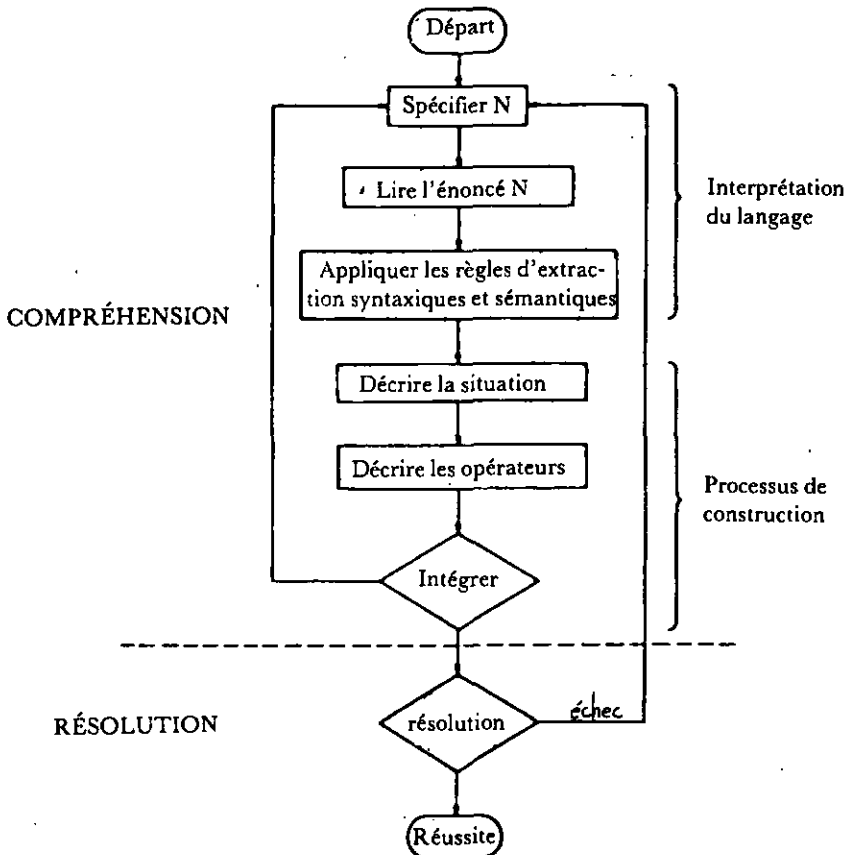 Départ
Spécifier N
Lire l'énoncé N
Interprétation
du langage
Appliquer les règles d'extrac-
tion syntaxiques et sémantiques
COMPRÉHENSION
Décrire la situation
Décrire les opérateurs
Processus de
construction
Intégrer
RÉSOLUTION
résolution
échec
Réussite